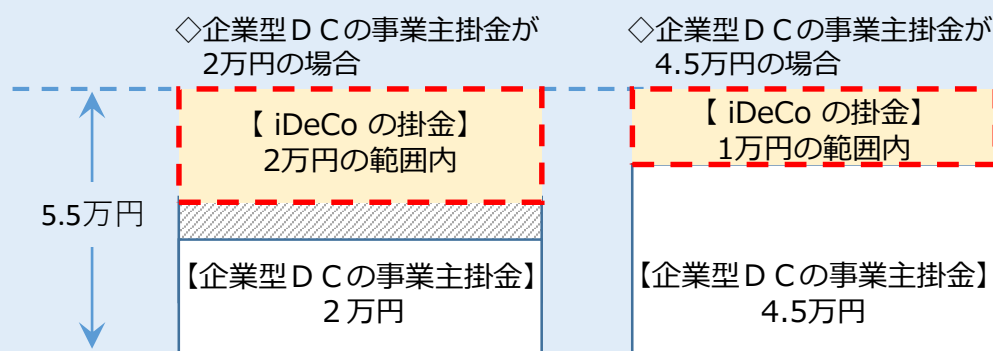 ◇企業型ＤＣの事業主掛金が
2万円の場合
【 iDeCo の掛金】
2万円の範囲内
5.5万円
【企業型ＤＣの事業主掛金】
２万円
◇企業型ＤＣの事業主掛金が
4.5万円の場合
【 iDeCo の掛金】
1万円の範囲内
【企業型ＤＣの事業主掛金】
4.5万円